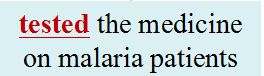 tested the medicine
on malaria patients